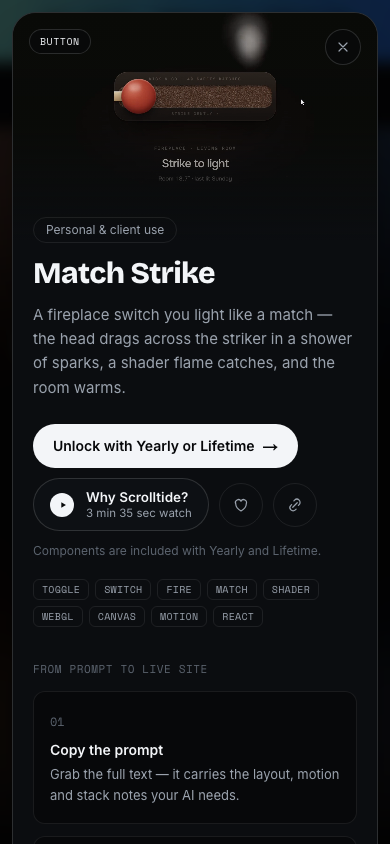 BUTTON
FIREPLACE · LIVING ROOM
Strike to light
Personal & client use
Match Strike
A fireplace switch you light like a match —
the head drags across the striker in a shower
of sparks, a shader flame catches, and the
room warms.
Unlock with Yearly or Lifetime →
Why Scrolltide?
3 min 35 sec watch
Components are included with Yearly and Lifetime.
TOGGLE SWITCH FIRE MATCH SHADER
WEBGL CANVAS MOTION REACT
FROM PROMPT TO LIVE SITE
01
Copy the prompt
Grab the full text — it carries the layout, motion
and stack notes your AI needs.